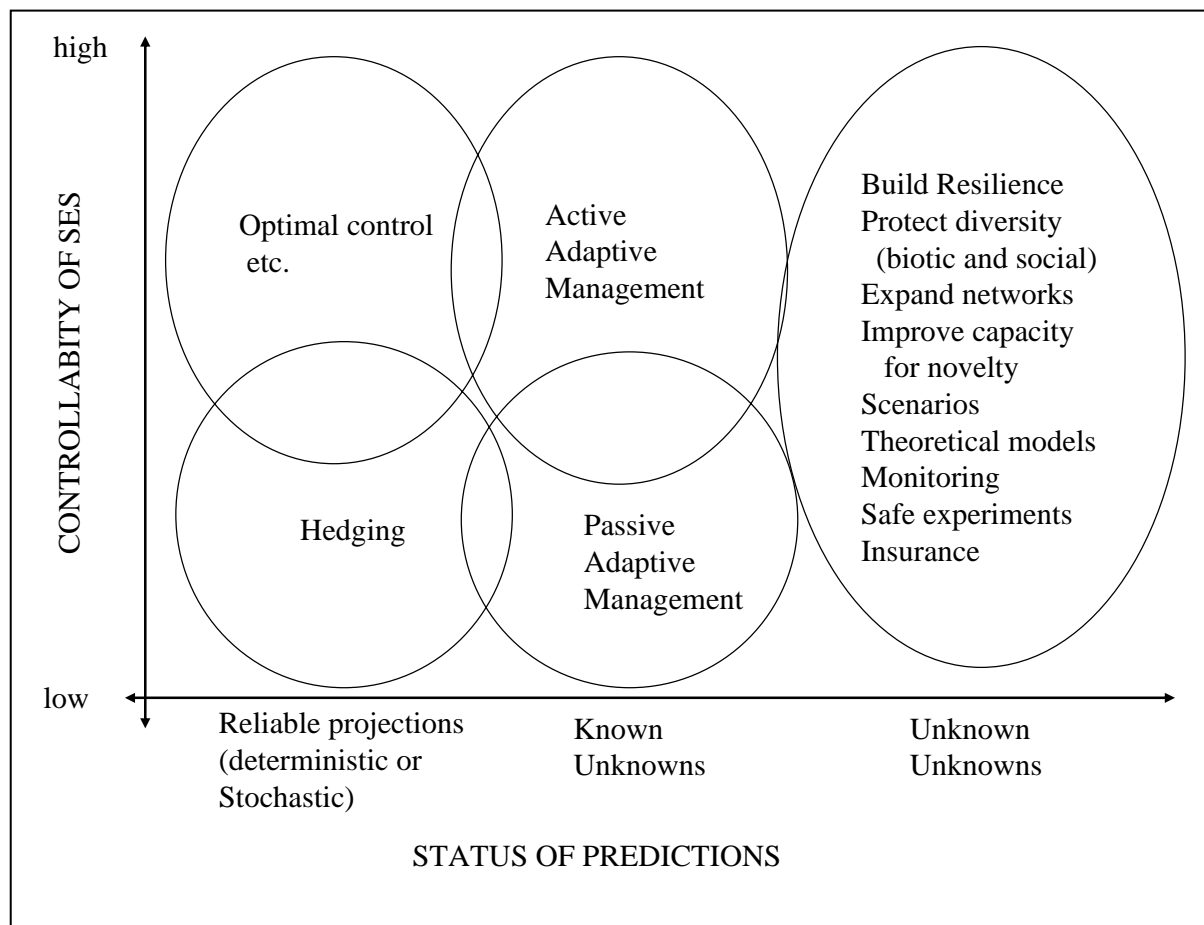 high
CONTROLLABITY OF SES
low
Optimal control
etc.
Active
Adaptive
Management
Hedging
Passive
Adaptive
Management
Build Resilience
Protect diversity
(biotic and social)
Expand networks
Improve capacity
for novelty
Scenarios
Theoretical models
Monitoring
Safe experiments
Insurance
Reliable projections
(deterministic or
Stochastic)
Known
Unknowns
Unknown
Unknowns
STATUS OF PREDICTIONS